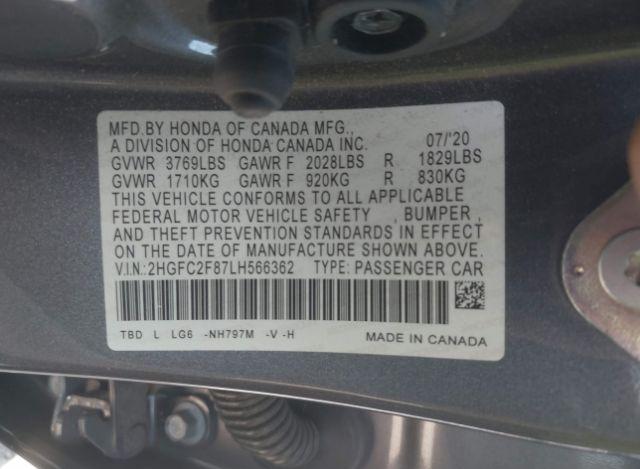 MFD.BY HONDA OF CANADA MFG.,
A DIVISION OF HONDA CANADA INC. 07/'20
GVWR 3769LBS GAWR F 2028LBS R 1829LBS
GVWR 1710KG GAWR F 920KG R 830KG
THIS VEHICLE CONFORMS TO ALL APPLICABLE
FEDERAL MOTOR VEHICLE SAFETY , BUMPER ,
AND THEFT PREVENTION STANDARDS IN EFFECT
ON THE DATE OF MANUFACTURE SHOWN ABOVE.
V.I.N.:2HGFC2F87LH566362 TYPE: PASSENGER CAR
TBD L LG6 -NH797M -V -H MADE IN CANADA